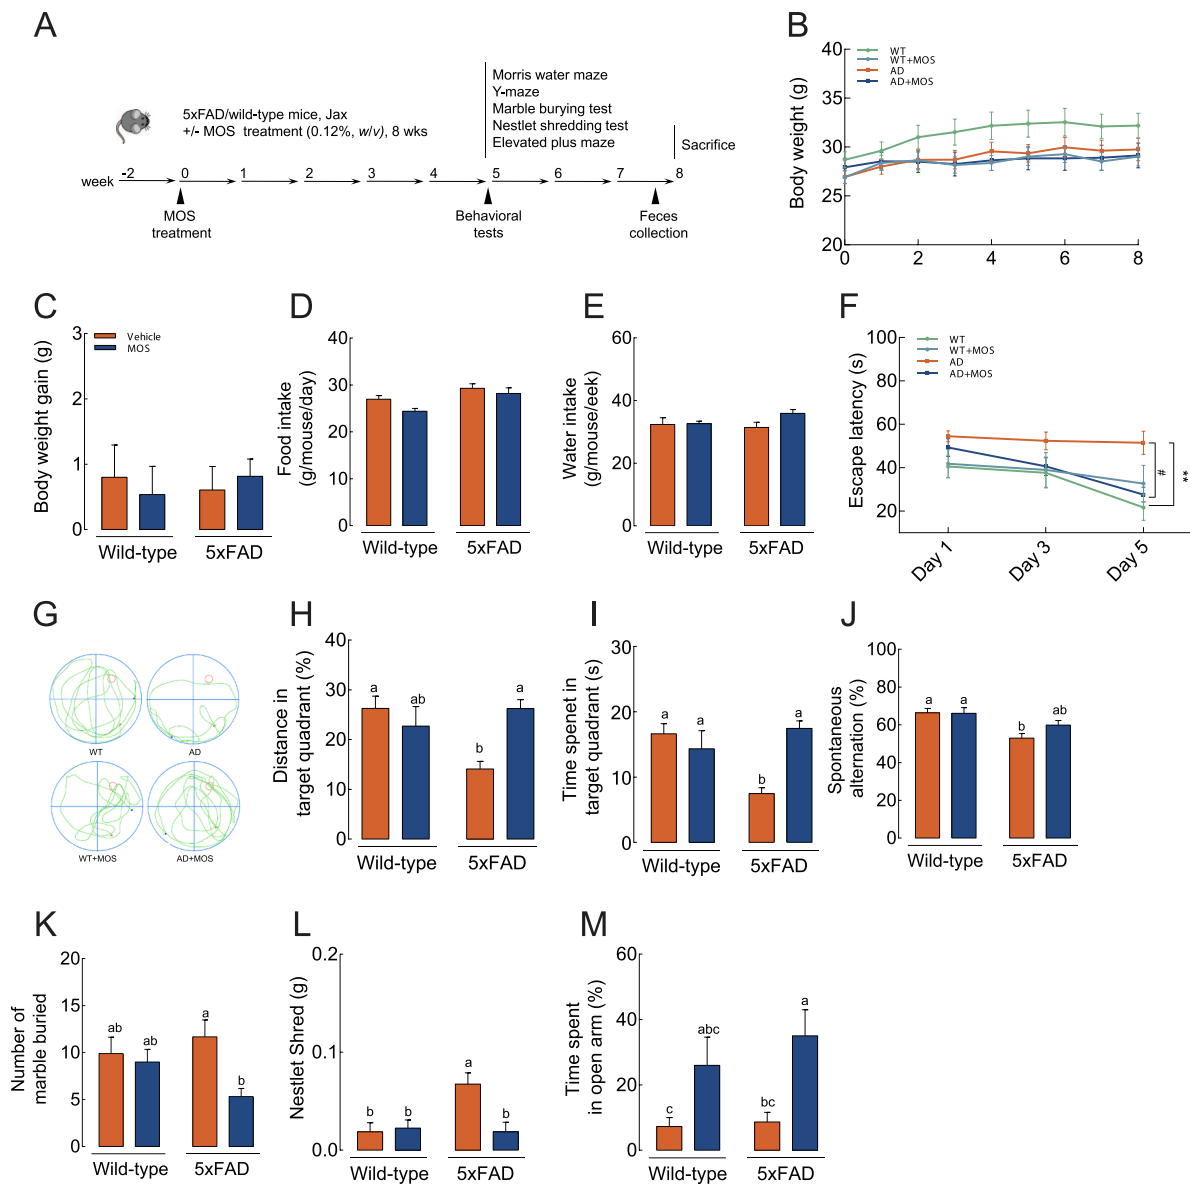 A
5xFAD/wild-type mice, Jax
+/- MOS treatment (0.12%, w/v), 8 wks
Morris water maze
Y-maze
Marble burying test
Nestlet shredding test
Elevated plus maze
Sacrifice
week
-2 0 1 2 3 4 5 6 7 8
MOS
treatment
Behavioral
tests
Feces
collection
B
Body weight (g)
35
30
25
20
0 2 4 6 8
WT
WT+MOS
AD
AD+MOS
C
Body weight gain (g)
3
2
1
0
Vehicle
MOS
Wild-type 5xFAD
D
Food intake
(g/mouse/day)
40
30
20
10
0
Wild-type 5xFAD
E
Water intake
(g/mouse/eek)
60
40
20
0
Wild-type 5xFAD
F
Escape latency (s)
100
80
60
40
20
WT
WT+MOS
AD
AD+MOS
#
**
Day 1 Day 3 Day 5
G
WT
AD
WT+MOS
AD+MOS
H
Distance in
target quadrant (%)
40
30
20
10
0
a ab b a
Wild-type 5xFAD
I
Time spenet in
target quadrant (s)
30
20
10
0
a a b a
Wild-type 5xFAD
J
Spontaneous
alternation (%)
100
80
60
40
20
0
a a b ab
Wild-type 5xFAD
K
Number of
marble buried
20
15
10
5
0
ab ab a b
Wild-type 5xFAD
L
Nestlet Shred (g)
0.2
0.1
0.0
b b a b
Wild-type 5xFAD
M
Time spent
in open arm (%)
60
40
20
0
c abc bc a
Wild-type 5xFAD